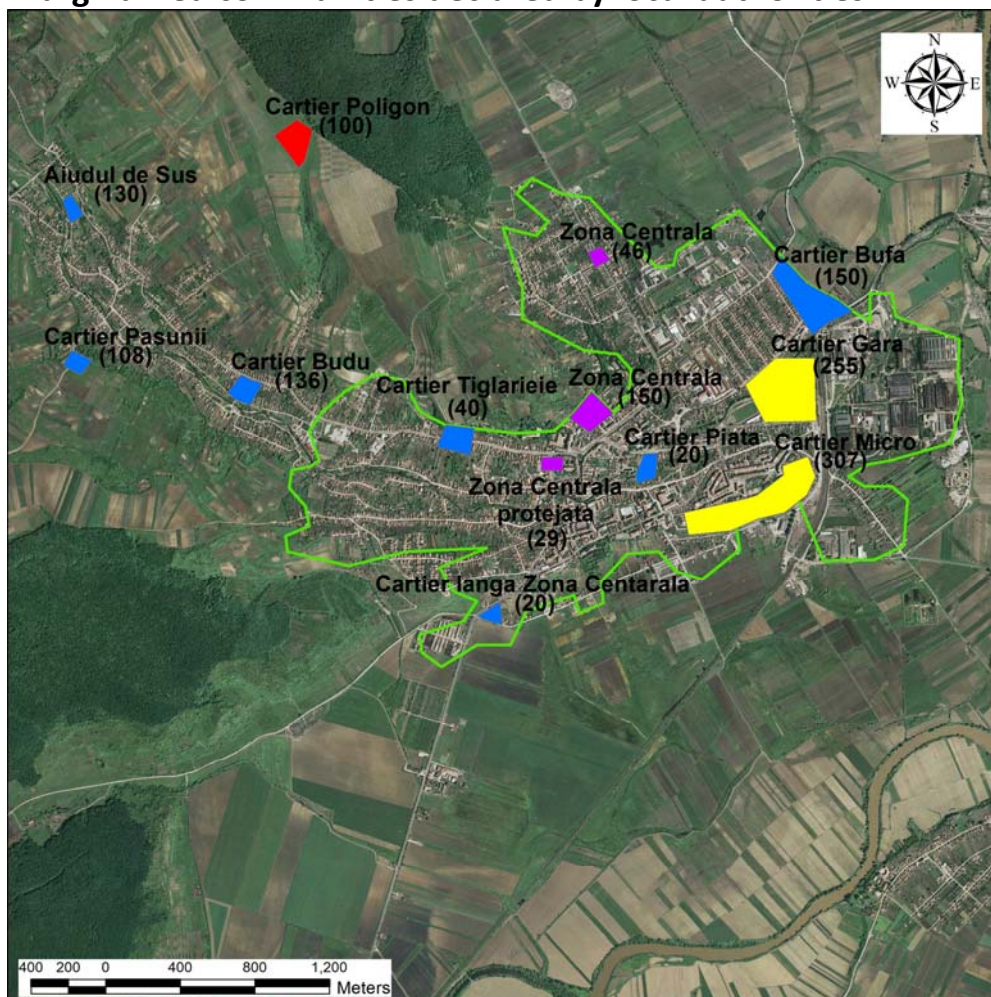 N
W E
S
Cartier Poligon
(100)
Aiudul de Sus
(130)
Zona Centrala
(46)
Cartier Bufa
(150)
Cartier Pasunii
(108)
Cartier Budu
(136)
Cartier Tiglarieie
(40)
Zona Centrala
(150)
Cartier Gara
(255)
Cartier Piata
(20)
Cartier Micro
(307)
Zona Centrala
protejata
(29)
Cartier langa Zona Centarala
(20)
400 200 0 400 800 1,200
Meters